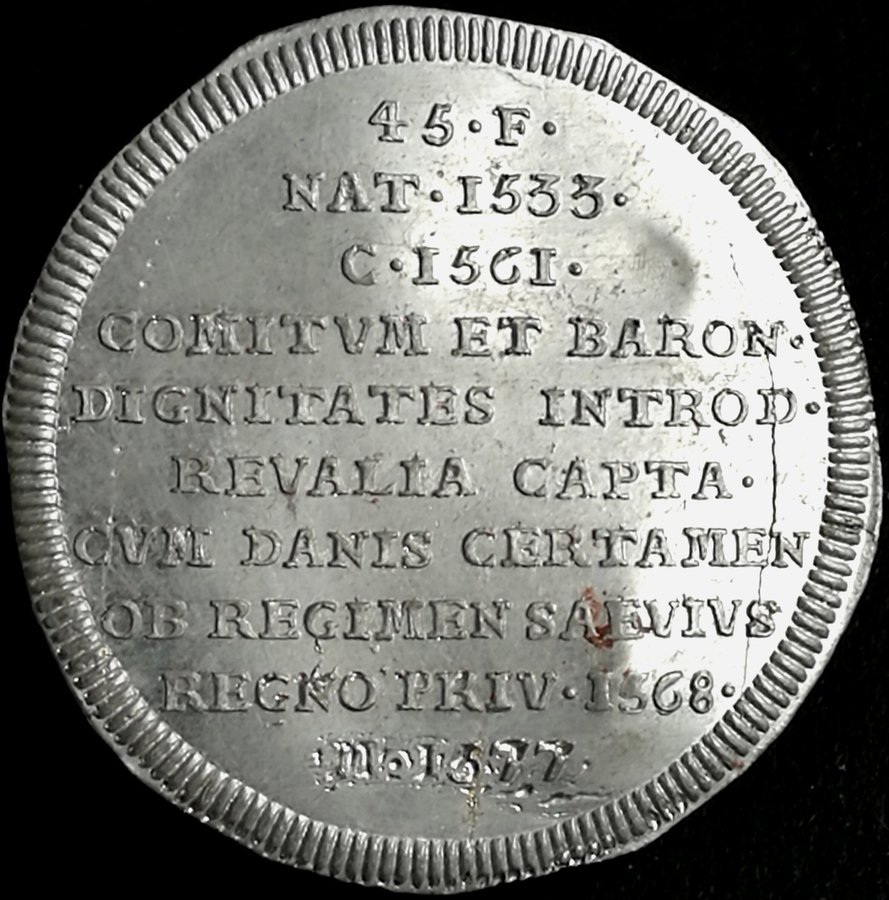 45·F·
NAT·1533·
C·1561·
COMITVM ET BARON·
DIGNITATES INTROD·
REVALIA CAPTA·
CVM DANIS CERTAMEN
OB REGIMEN SAEVIVS
REGNO PRIV·1568·
M·1577·